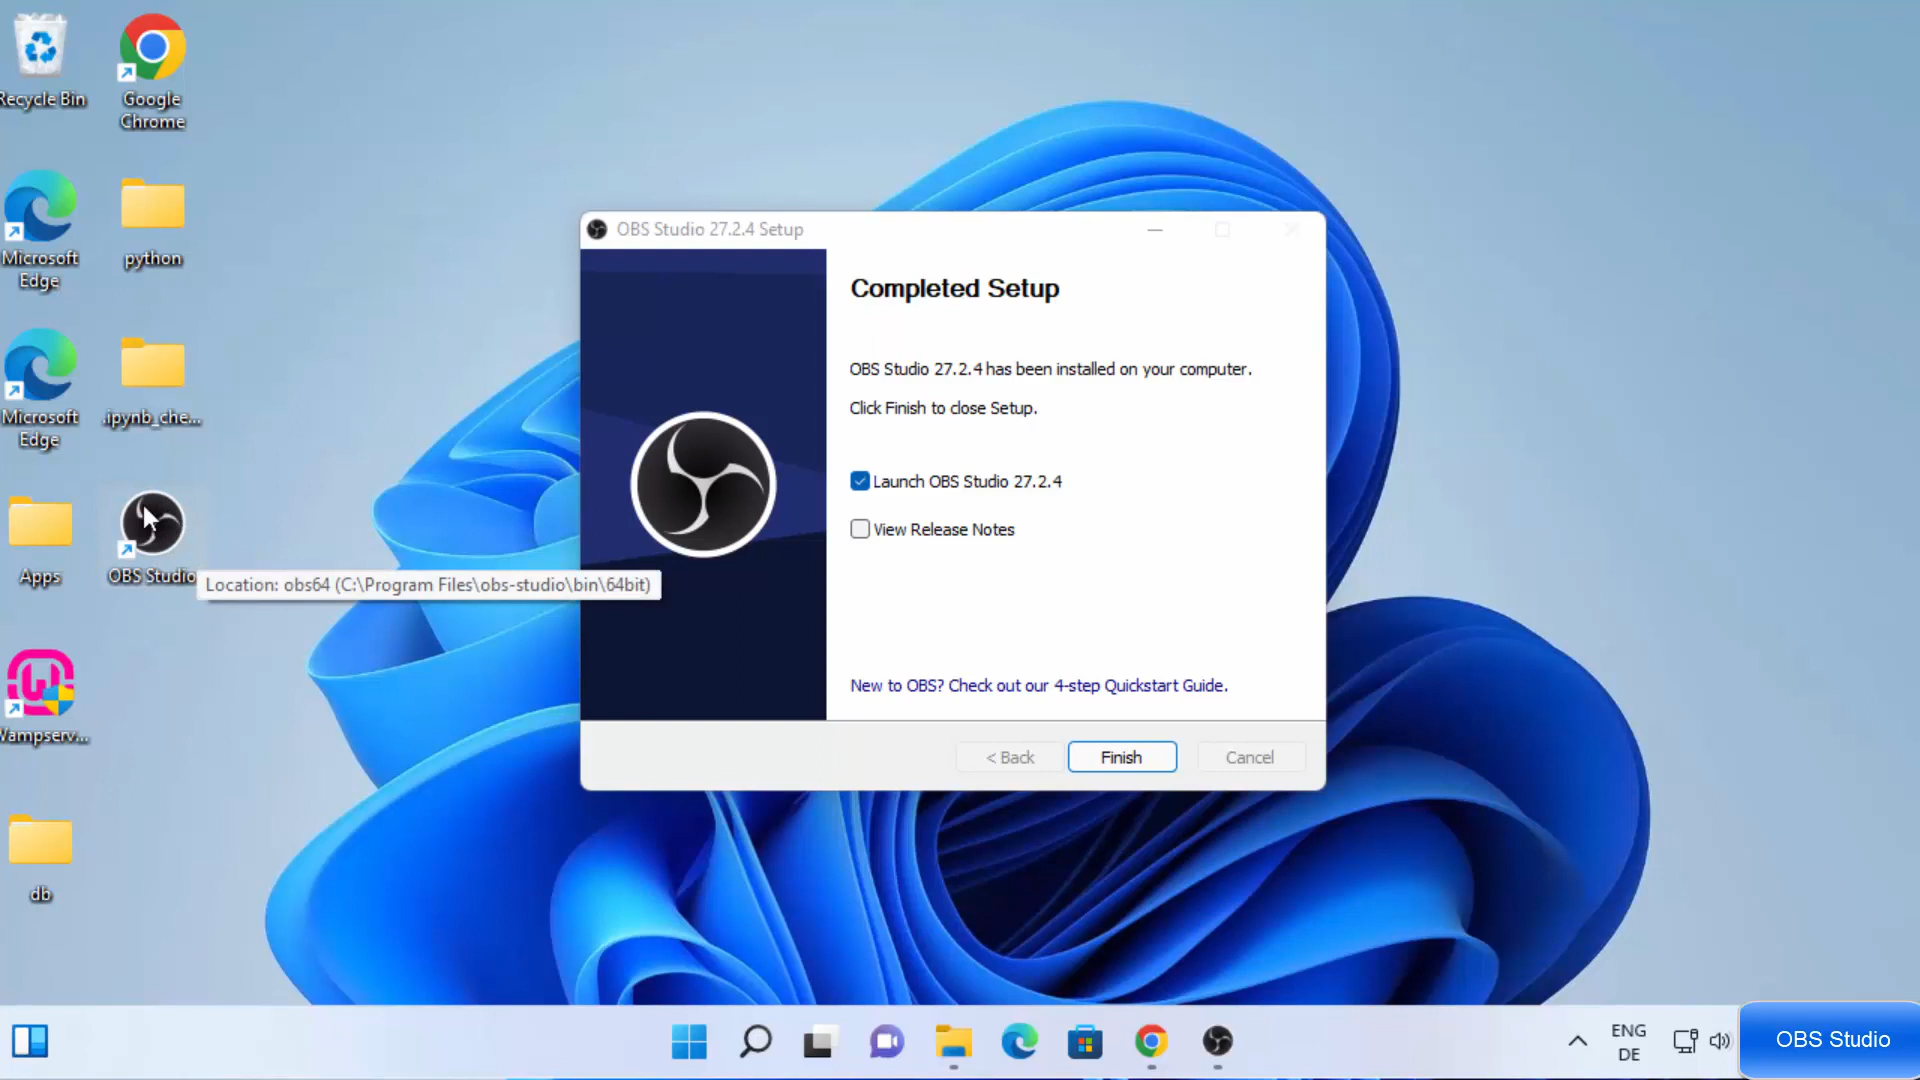 Recycle Bin
Google
Chrome
Microsoft
Edge
python
Microsoft
Edge
.ipynb_che...
Apps
OBS Studio
Location: obs64 (C:\Program Files\obs-studio\bin\64bit)
Wampserv...
db
OBS Studio 27.2.4 Setup
Completed Setup
OBS Studio 27.2.4 has been installed on your computer.
Click Finish to close Setup.
Launch OBS Studio 27.2.4
View Release Notes
New to OBS? Check out our 4-step Quickstart Guide.
< Back
Finish
Cancel
ENG
DE
OBS Studio